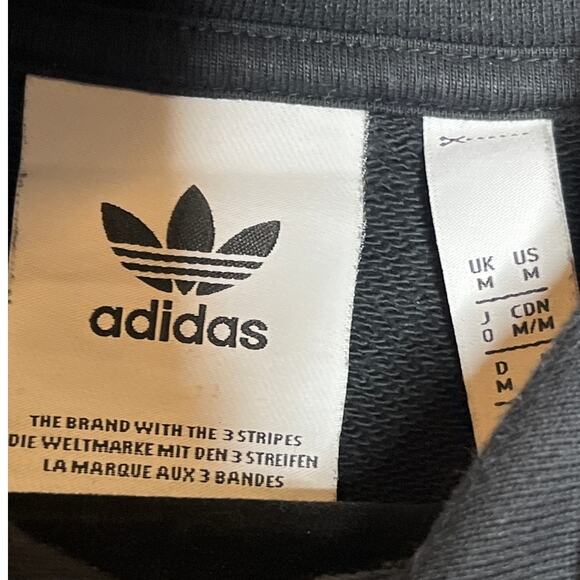 adidas
THE BRAND WITH THE 3 STRIPES
DIE WELTMARKE MIT DEN 3 STREIFEN
LA MARQUE AUX 3 BANDES
UK US
M M
J CDN
O M/M
D
M